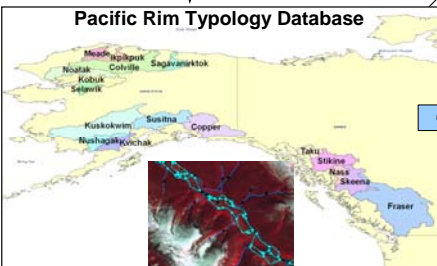 Pacific Rim Typology Database
Meade
Ikpikpuk
Colville
Sagavanirktok
Noatak
Kobuk
Selawik
Kuskokwim
Susitna
Copper
Nushagak
Kvichak
Taku
Stikine
Nass
Skeena
Fraser